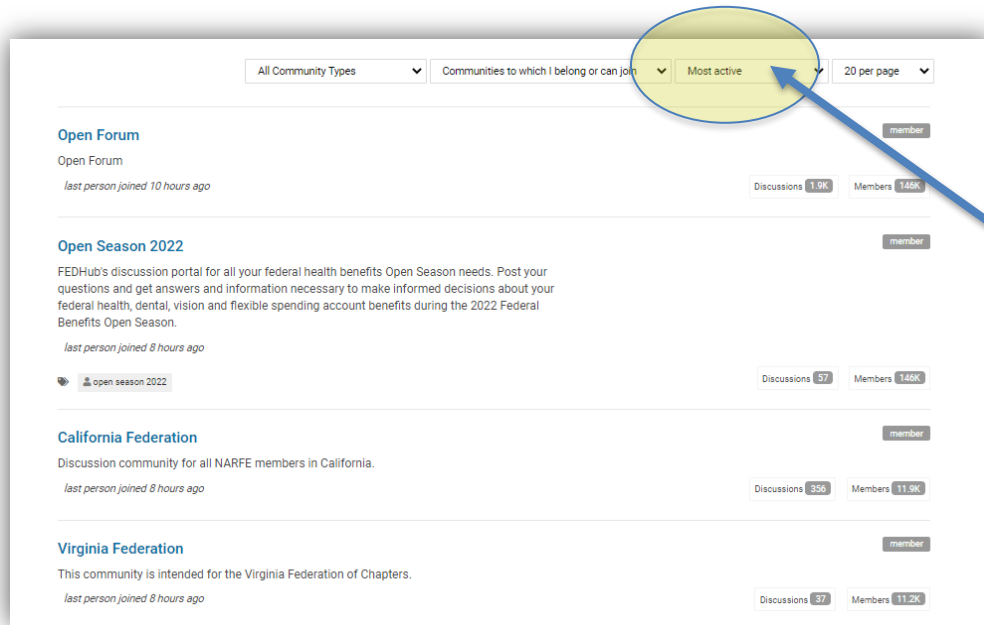 All Community Types Communities to which I belong or can join Most active 20 per page
Open Forum member
Open Forum
last person joined 10 hours ago
Discussions 1.9K Members 146K
Open Season 2022 member
FEDHub's discussion portal for all your federal health benefits Open Season needs. Post your
questions and get answers and information necessary to make informed decisions about your
federal health, dental, vision and flexible spending account benefits during the 2022 Federal
Benefits Open Season.
last person joined 8 hours ago
open season 2022
Discussions 57 Members 146K
California Federation member
Discussion community for all NARFE members in California.
last person joined 8 hours ago
Discussions 356 Members 11.9K
Virginia Federation member
This community is intended for the Virginia Federation of Chapters.
last person joined 8 hours ago
Discussions 37 Members 11.2K